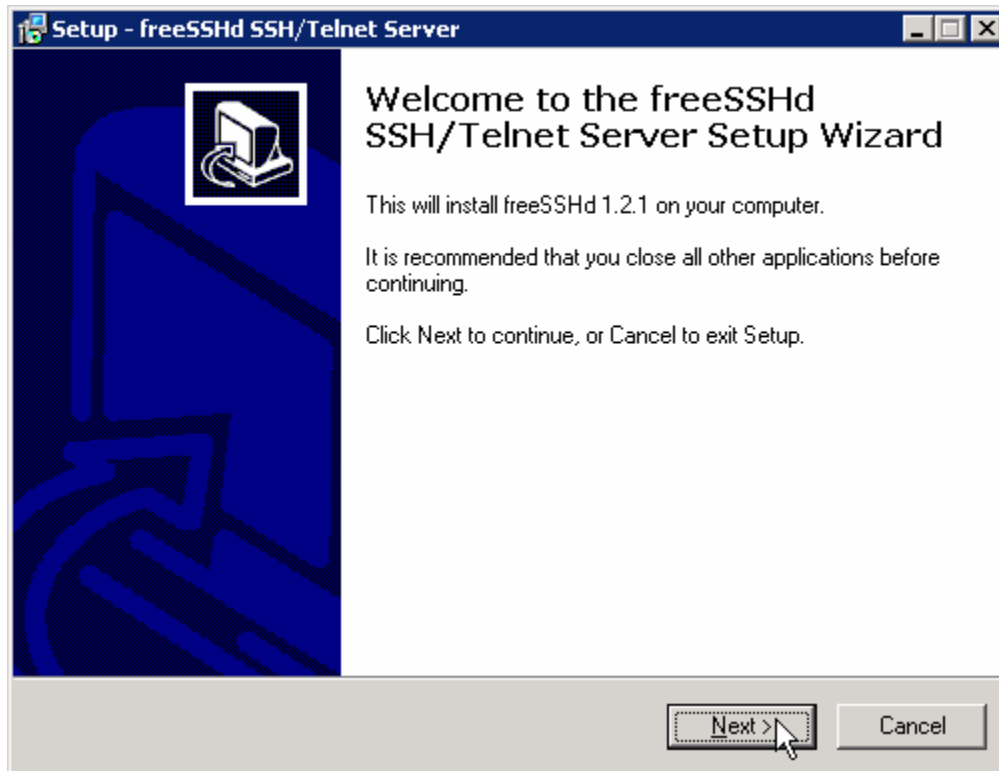 Setup - freeSSHd SSH/Telnet Server
Welcome to the freeSSHd
SSH/Telnet Server Setup Wizard
This will install freeSSHd 1.2.1 on your computer.
It is recommended that you close all other applications before
continuing.
Click Next to continue, or Cancel to exit Setup.
Next >
Cancel